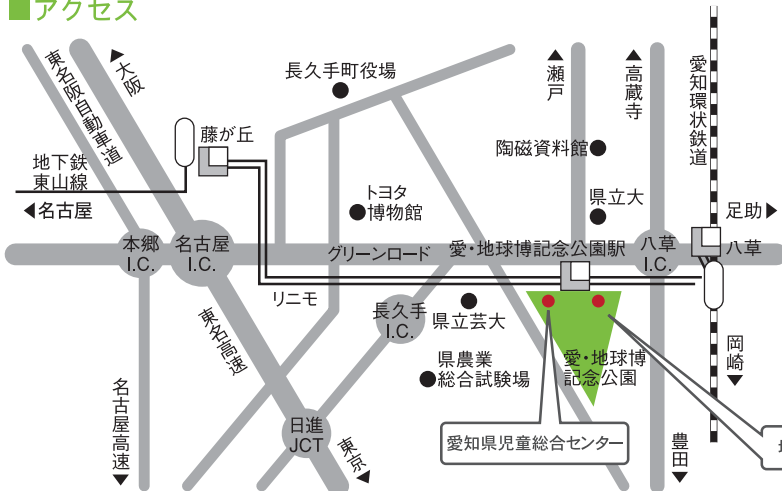 ■アクセス
東名阪自動車道
▲大阪
長久手町役場
▲瀬戸
▲高蔵寺
愛知環状鉄道
藤が丘
地下鉄
東山線
◀名古屋
陶磁資料館
トヨタ
博物館
県立大
足助▶
本郷
I.C.
名古屋
I.C.
グリーンロード
愛・地球博記念公園駅
八草
I.C.
八草
リニモ
長久手
I.C.
県立芸大
東名高速
県農業
総合試験場
愛・地球博
記念公園
岡崎▼
名古屋高速▼
日進
JCT
東京▼
愛知県児童総合センター
豊田▼